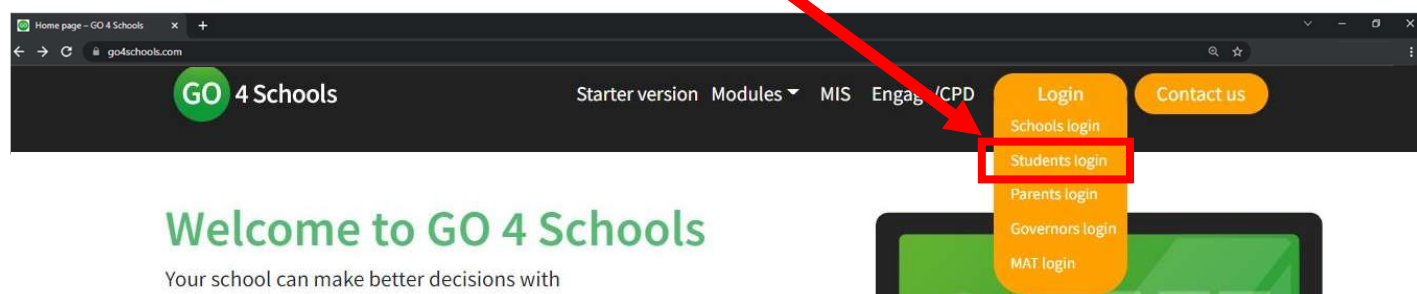 Home page – GO 4 Schools
go4schools.com
GO 4 Schools
Starter version Modules MIS Engage/CPD Login Contact us
Schools login
Students login
Parents login
Governors login
MAT login
Welcome to GO 4 Schools
Your school can make better decisions with